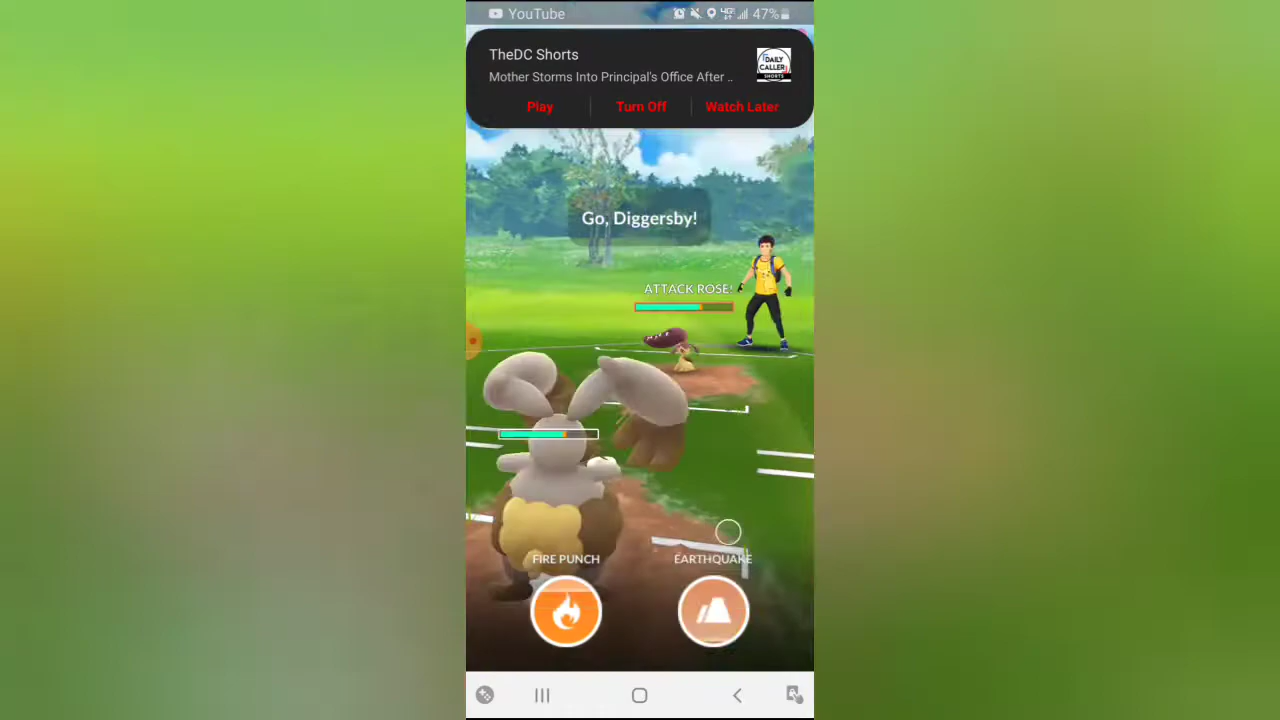 YouTube
47%
TheDC Shorts
Mother Storms Into Principal's Office After ..
DAILY
CALLER
SHORTS
Play
Turn Off
Watch Later
Go, Diggersby!
ATTACK ROSE!
FIRE PUNCH
EARTHQUAKE